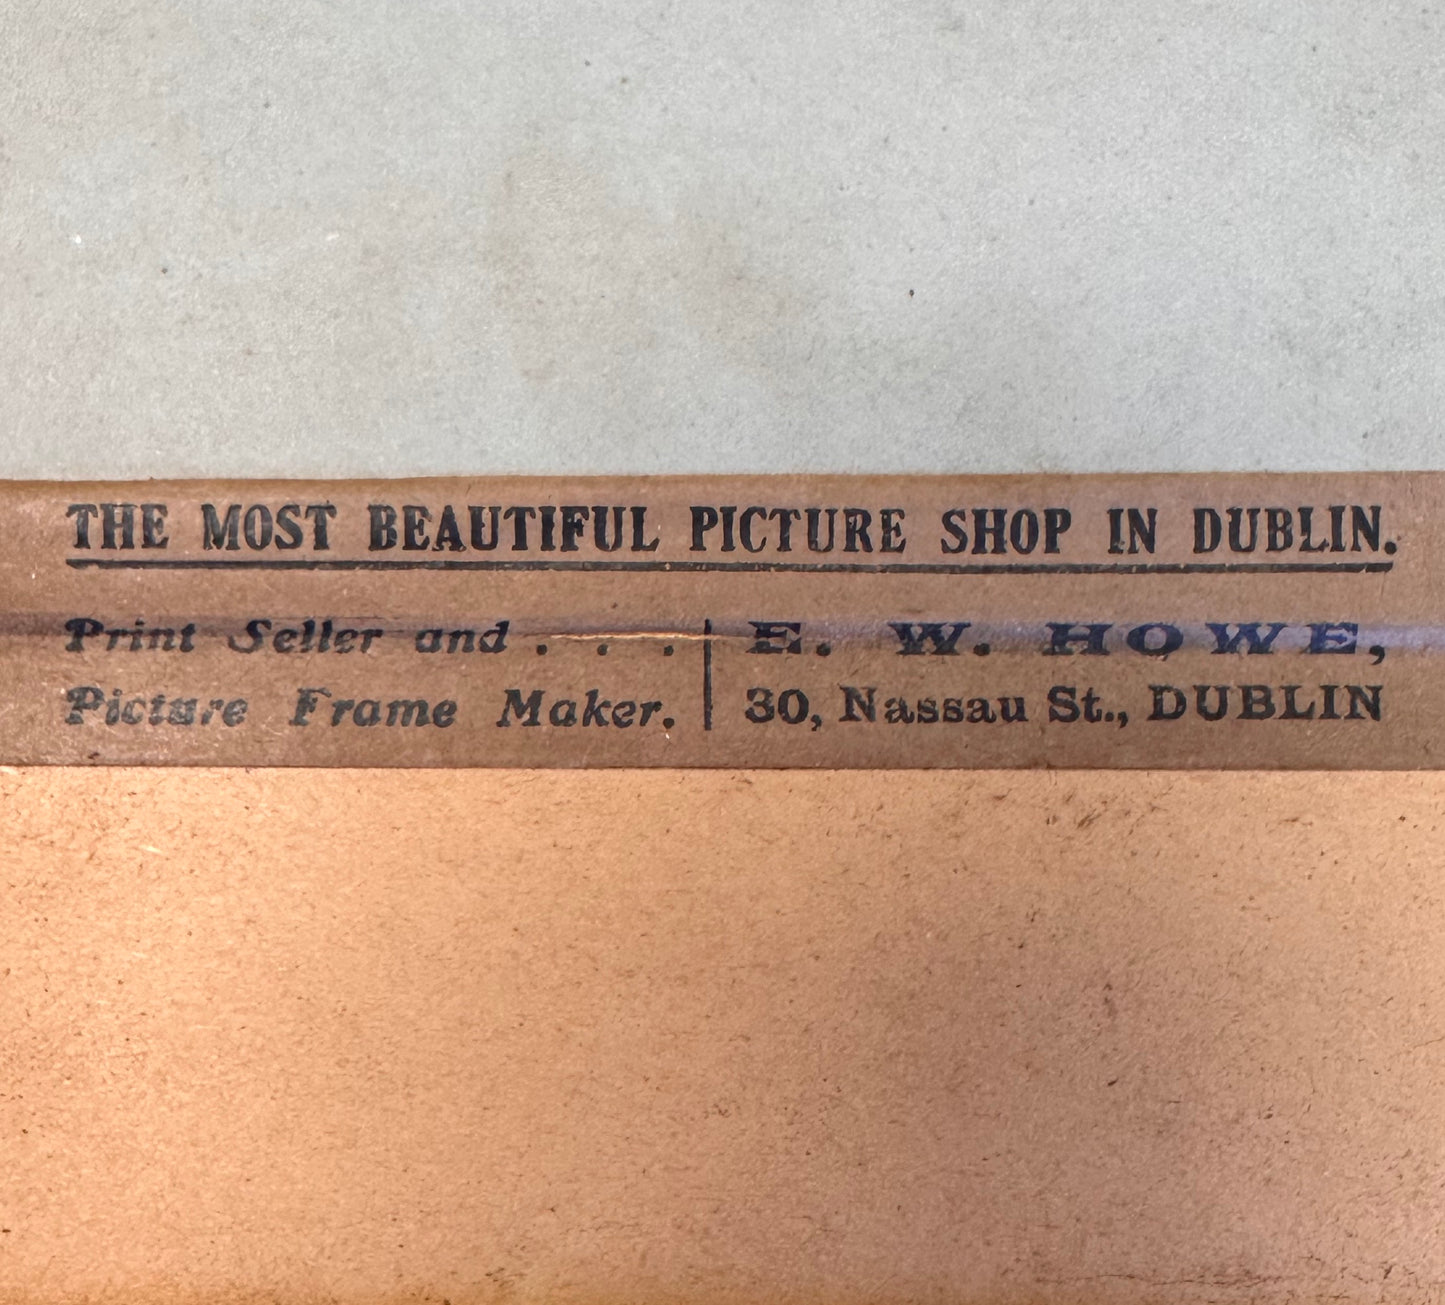 THE MOST BEAUTIFUL PICTURE SHOP IN DUBLIN.
Print Seller and . . .
Picture Frame Maker.
E. W. HOWE,
30, Nassau St., DUBLIN